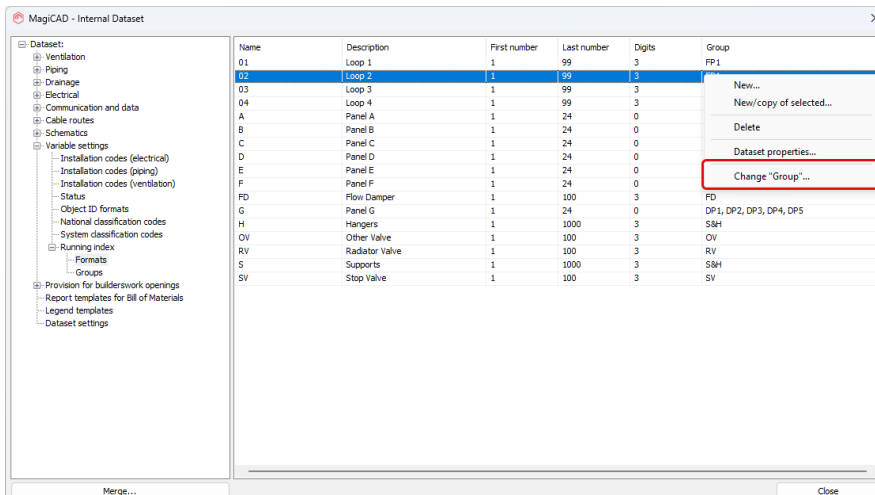 MagiCAD - Internal Dataset
Dataset:
Ventilation
Piping
Drainage
Electrical
Communication and data
Cable routes
Schematics
Variable settings
Installation codes (electrical)
Installation codes (piping)
Installation codes (ventilation)
Status
Object ID formats
National classification codes
System classification codes
Running index
Formats
Groups
Provision for builderswork openings
Report templates for Bill of Materials
Legend templates
Dataset settings
Name Description First number Last number Digits Group
01 Loop 1 1 99 3 FP1
02 Loop 2 1 99 3
03 Loop 3 1 99 3
04 Loop 4 1 99 3
A Panel A 1 24 0
B Panel B 1 24 0
C Panel C 1 24 0
D Panel D 1 24 0
E Panel E 1 24 0
F Panel F 1 24 0
FD Flow Damper 1 100 3 FD
G Panel G 1 24 0 DP1, DP2, DP3, DP4, DP5
H Hangers 1 1000 3 S&H
OV Other Valve 1 100 3 OV
RV Radiator Valve 1 100 3 RV
S Supports 1 1000 3 S&H
SV Stop Valve 1 100 3 SV
New...
New/copy of selected...
Delete
Dataset properties...
Change "Group"...
Merge...
Close